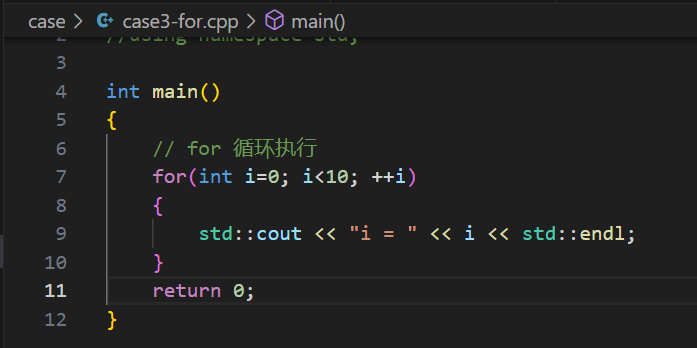 case > case3-for.cpp > main()
2 //using namespace std;
3
4 int main()
5 {
6 // for 循环执行
7 for(int i=0; i<10; ++i)
8 {
9 std::cout << "i = " << i << std::endl;
10 }
11 return 0;
12 }